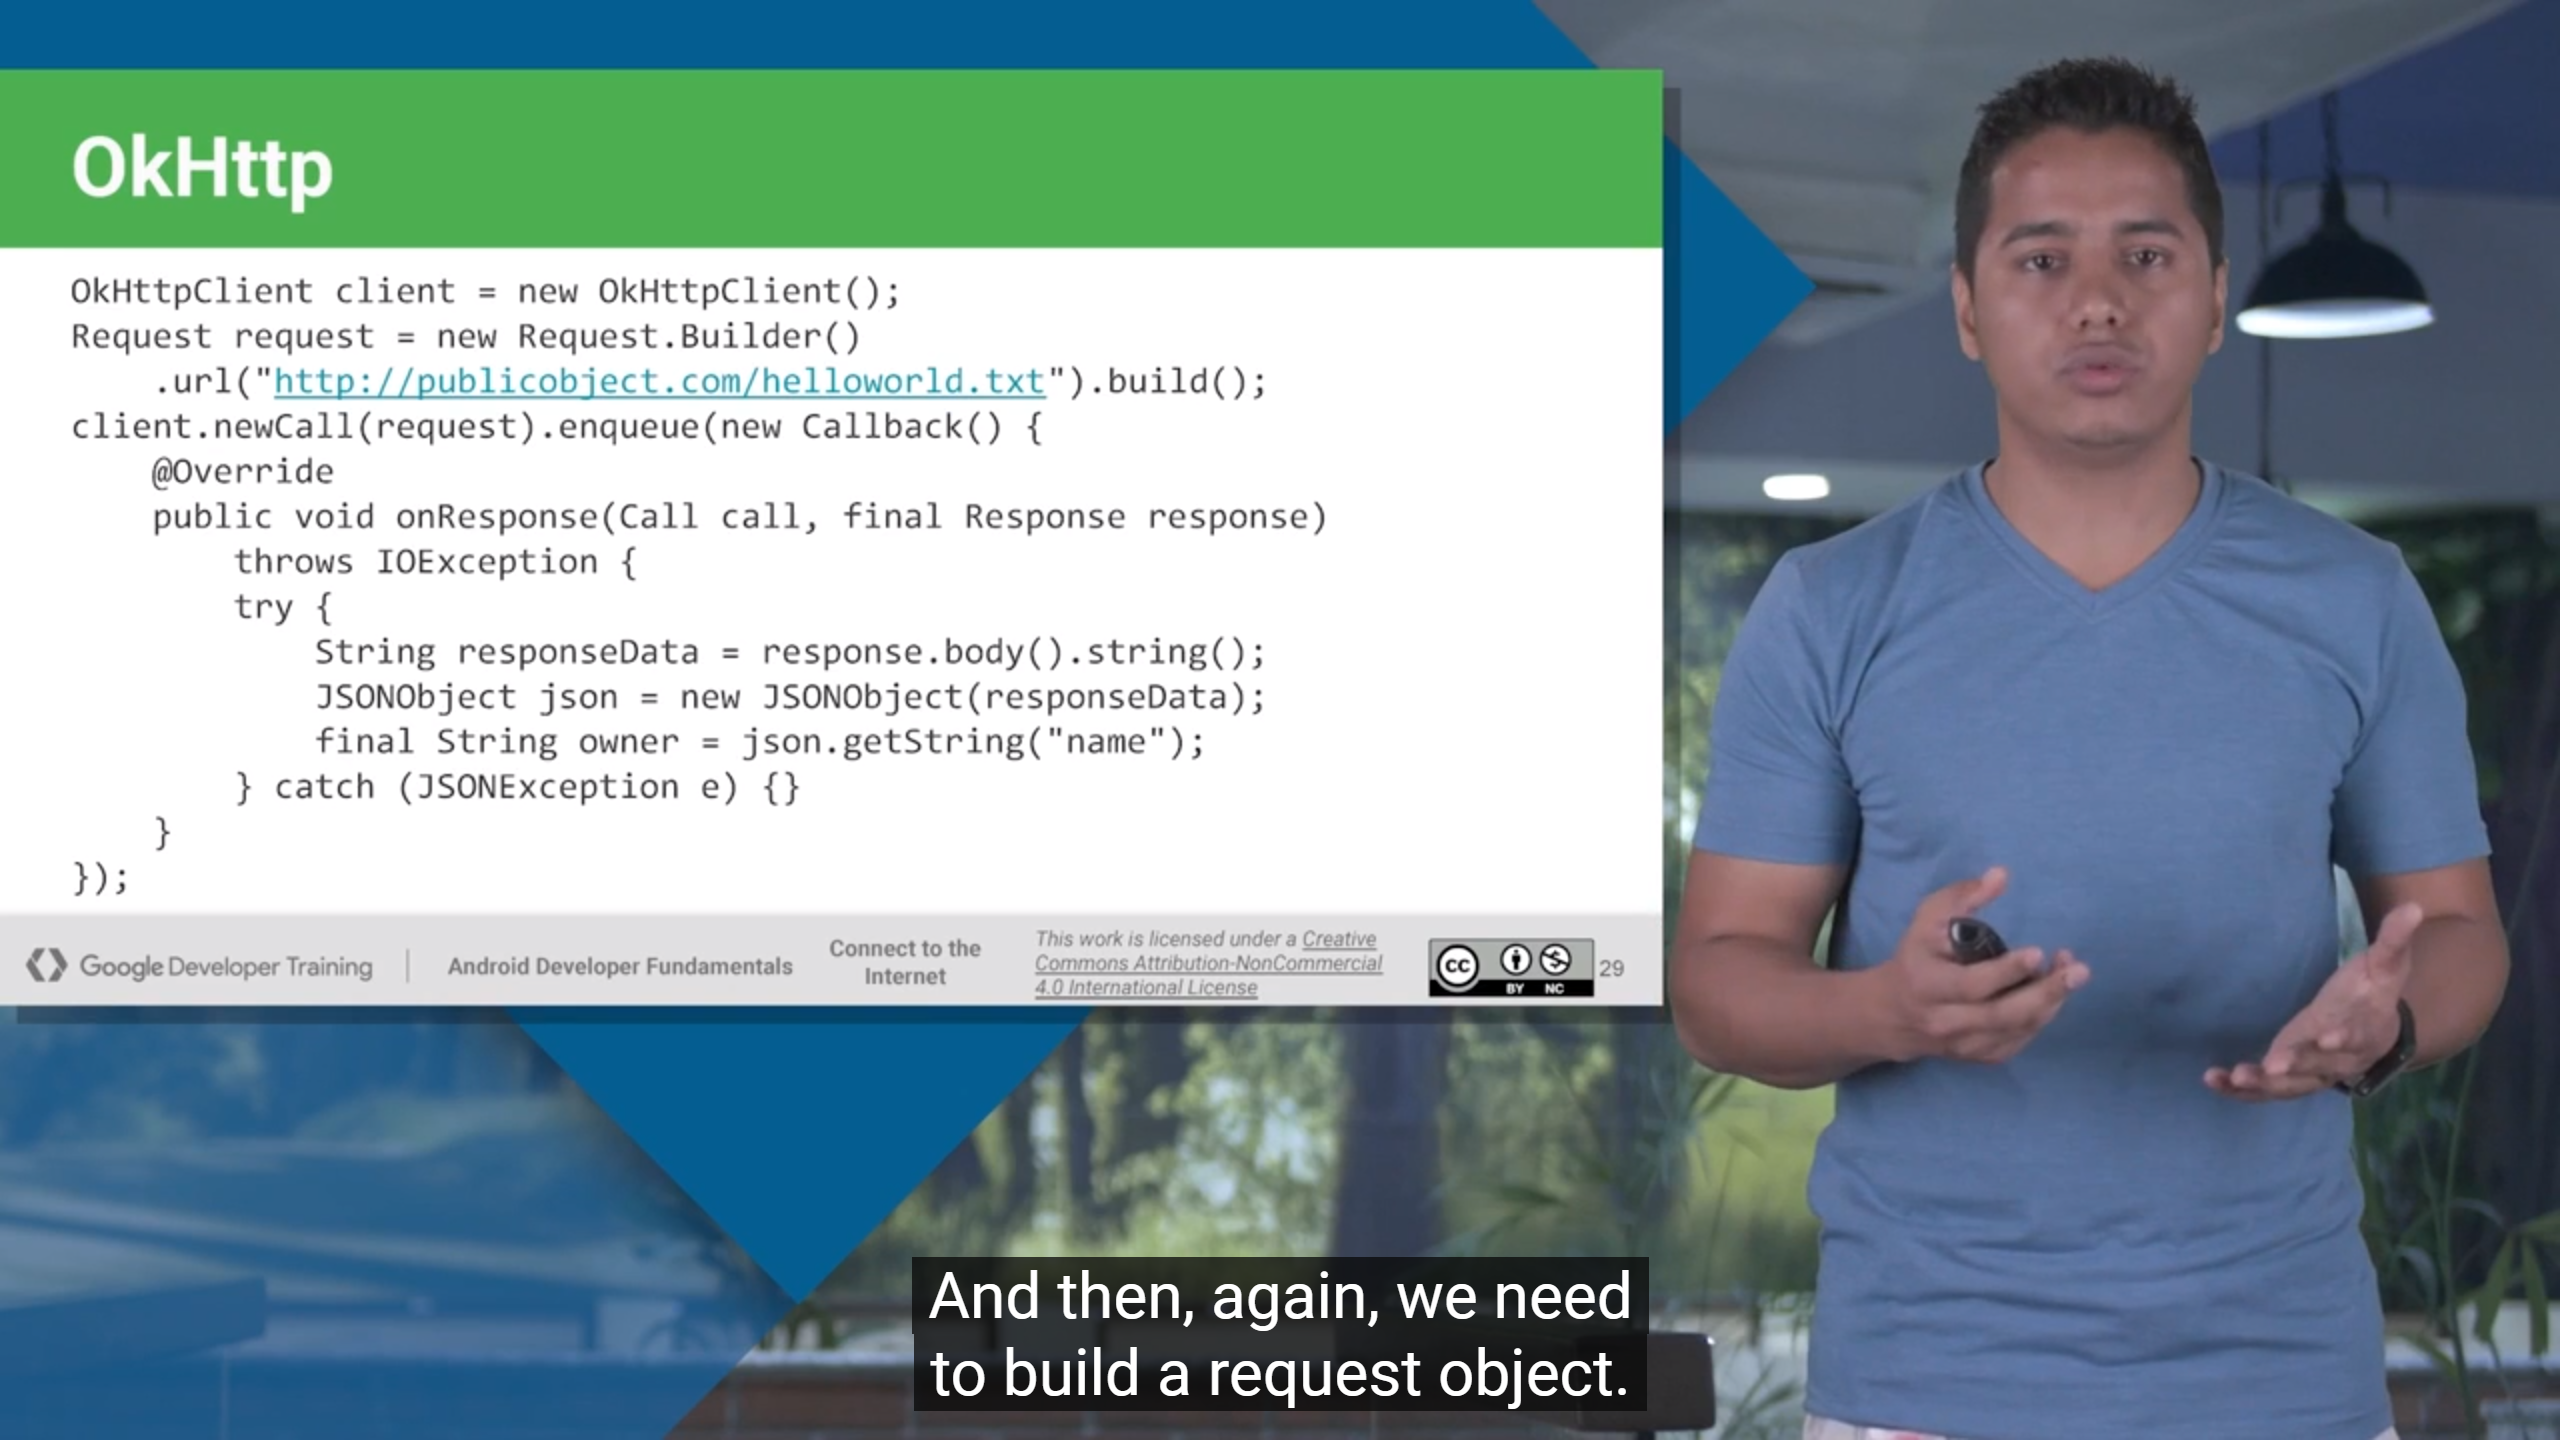 OkHttp
OkHttpClient client = new OkHttpClient();
Request request = new Request.Builder()
.url("http://publicobject.com/helloworld.txt").build();
client.newCall(request).enqueue(new Callback() {
@Override
public void onResponse(Call call, final Response response)
throws IOException {
try {
String responseData = response.body().string();
JSONObject json = new JSONObject(responseData);
final String owner = json.getString("name");
} catch (JSONException e) {}
}
});
Google Developer Training
Android Developer Fundamentals
Connect to the
Internet
This work is licensed under a Creative
Commons Attribution-NonCommercial
4.0 International License
cc
BY NC
29
And then, again, we need
to build a request object.